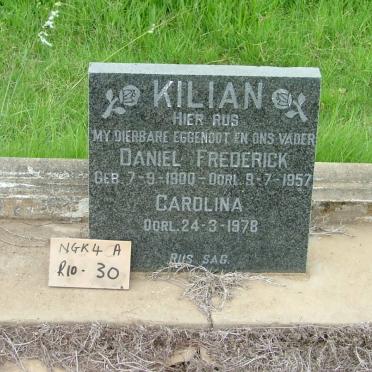 KILIAN
HIER RUS
MY DIERBARE EGGENOOT EN ONS VADER
DANIEL FREDERICK
GEB. 7-9-1900 - OORL. 9-7-1957
CAROLINA
OORL. 24-3-1978
RUS SAG.
NGK4 A
R10 - 30